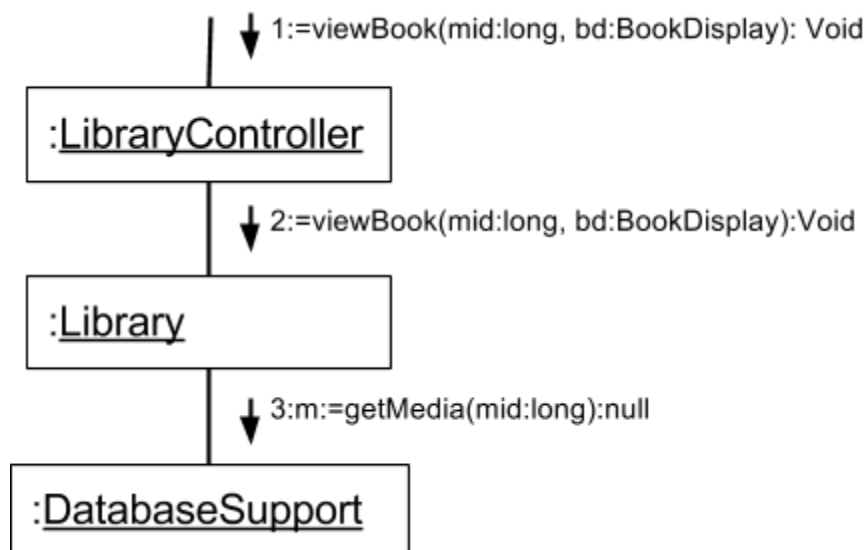 1:=viewBook(mid:long, bd:BookDisplay): Void
:LibraryController
2:=viewBook(mid:long, bd:BookDisplay):Void
:Library
3:m:=getMedia(mid:long):null
:DatabaseSupport